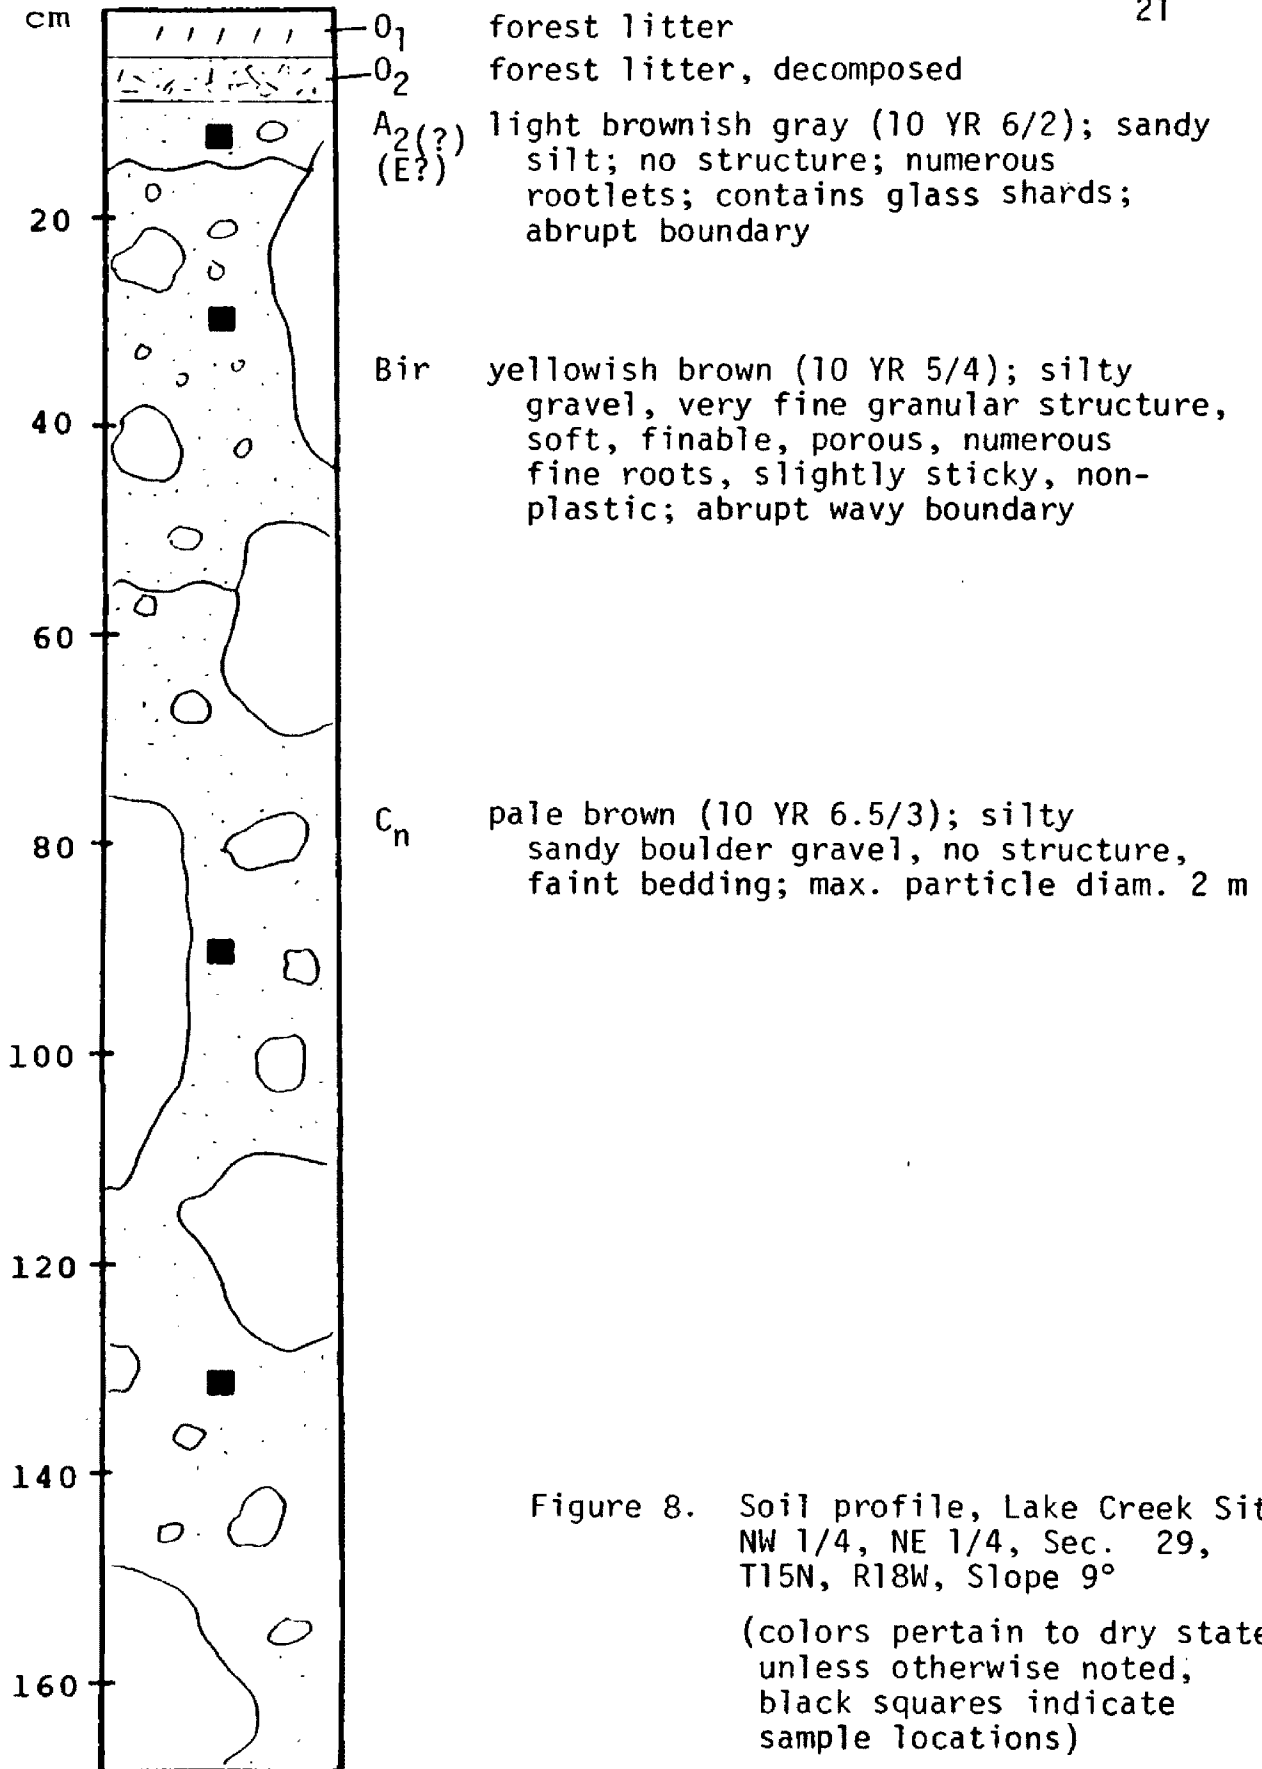 21
cm
O1 forest litter
O2 forest litter, decomposed
A2(?) light brownish gray (10 YR 6/2); sandy
(E?) silt; no structure; numerous
rootlets; contains glass shards;
abrupt boundary
20
Bir yellowish brown (10 YR 5/4); silty
gravel, very fine granular structure,
40
soft, finable, porous, numerous
fine roots, slightly sticky, non-
plastic; abrupt wavy boundary
60
Cn pale brown (10 YR 6.5/3); silty
80
sandy boulder gravel, no structure,
faint bedding; max. particle diam. 2 m
100
120
140
Figure 8. Soil profile, Lake Creek Sit
NW 1/4, NE 1/4, Sec. 29,
T15N, R18W, Slope 9°
(colors pertain to dry state
unless otherwise noted,
160
black squares indicate
sample locations)